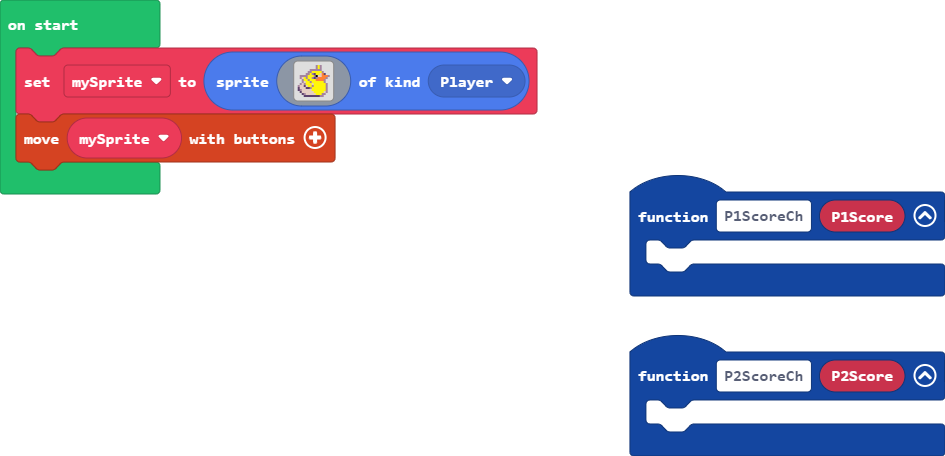 on start
set mySprite to sprite of kind Player
move mySprite with buttons
function P1ScoreCh P1Score
function P2ScoreCh P2Score